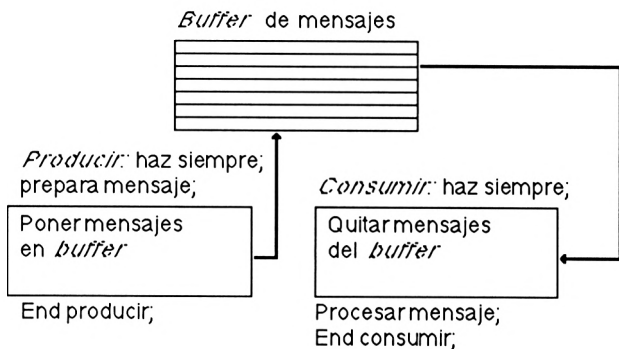 Buffer de mensajes
Producir: haz siempre;
prepara mensaje;
Poner mensajes
en buffer
End producir;
Consumir: haz siempre;
Quitar mensajes
del buffer
Procesar mensaje;
End consumir;